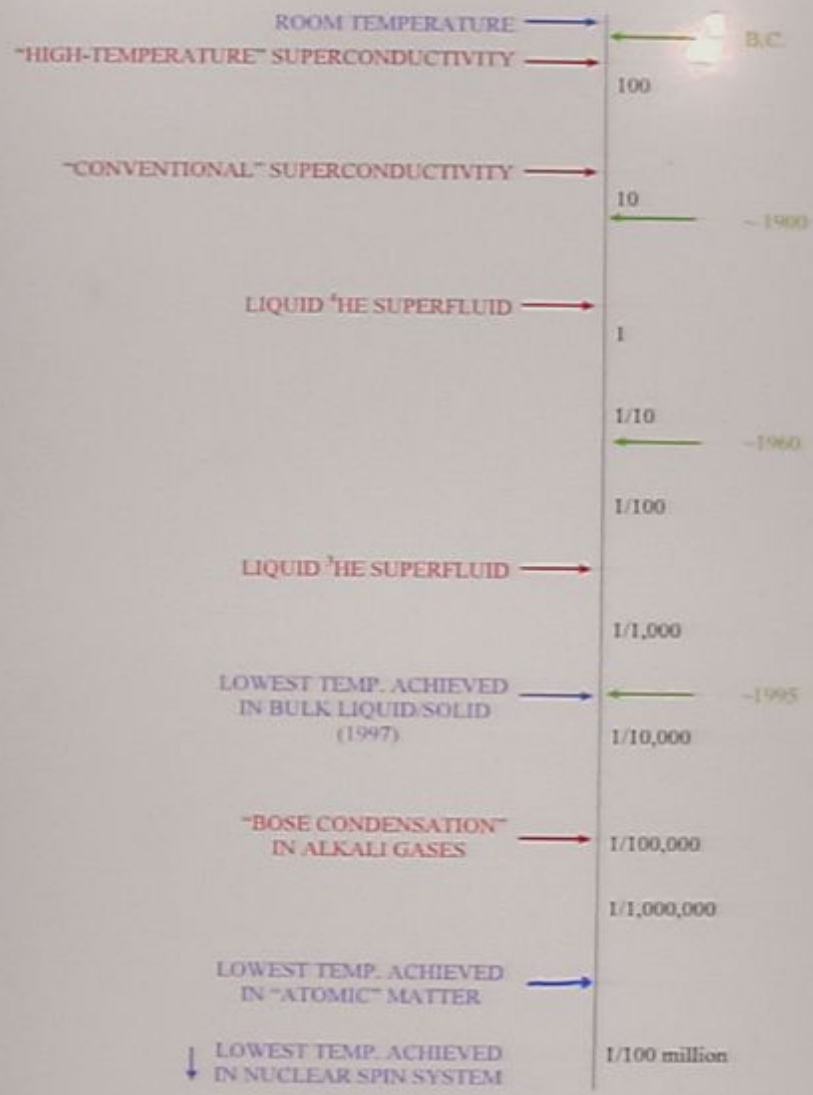 ROOM TEMPERATURE
B.C.
"HIGH-TEMPERATURE" SUPERCONDUCTIVITY
100
"CONVENTIONAL" SUPERCONDUCTIVITY
10
~ 1900
LIQUID ⁴HE SUPERFLUID
1
1/10
~1960
1/100
LIQUID ³HE SUPERFLUID
1/1,000
LOWEST TEMP. ACHIEVED
IN BULK LIQUID/SOLID
(1997)
~1995
1/10,000
"BOSE CONDENSATION"
IN ALKALI GASES
1/100,000
1/1,000,000
LOWEST TEMP. ACHIEVED
IN "ATOMIC" MATTER
LOWEST TEMP. ACHIEVED
IN NUCLEAR SPIN SYSTEM
1/100 million